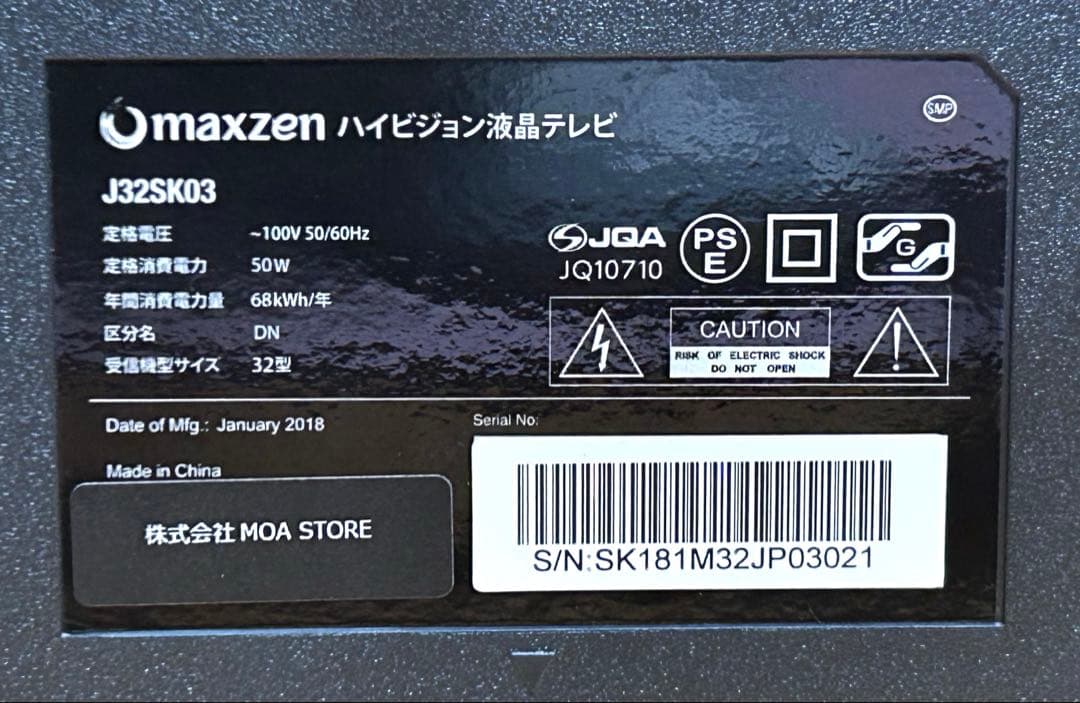 maxzen ハイビジョン液晶テレビ
SMP
J32SK03
定格電圧 ~100V 50/60Hz
定格消費電力 50W
年間消費電力量 68kWh/年
区分名 DN
受信機型サイズ 32型
JQA
JQ10710
PS
E
G
CAUTION
RISK OF ELECTRIC SHOCK
DO NOT OPEN
Date of Mfg.: January 2018
Made in China
株式会社 MOA STORE
Serial No:
S/N:SK181M32JP03021